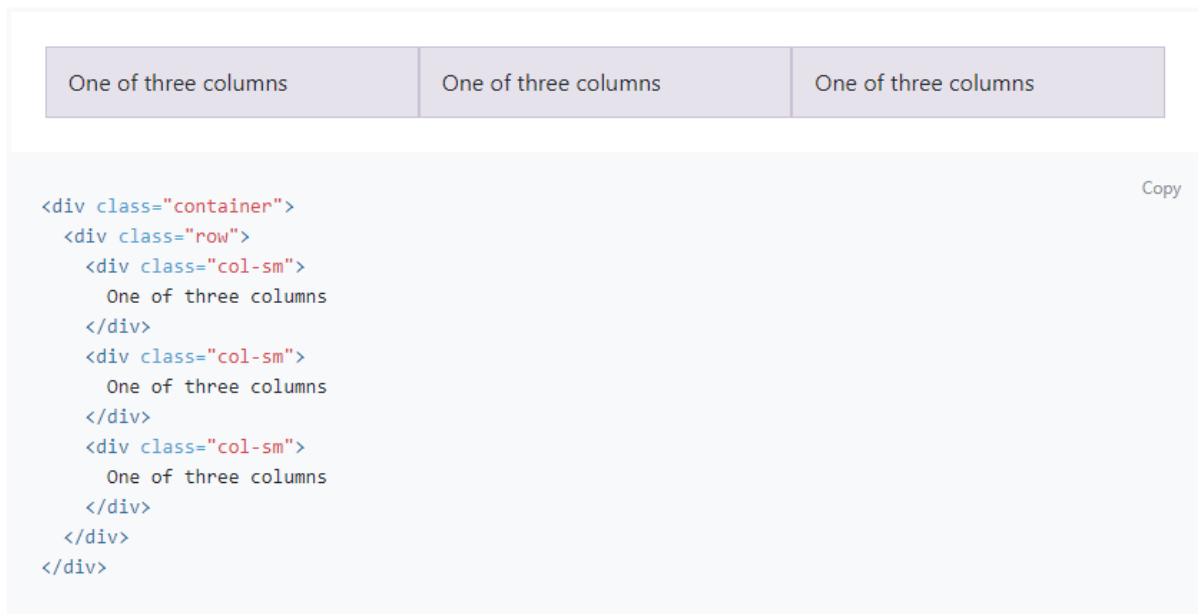 One of three columns One of three columns One of three columns
Copy
<div class="container">
  <div class="row">
    <div class="col-sm">
      One of three columns
    </div>
    <div class="col-sm">
      One of three columns
    </div>
    <div class="col-sm">
      One of three columns
    </div>
  </div>
</div>